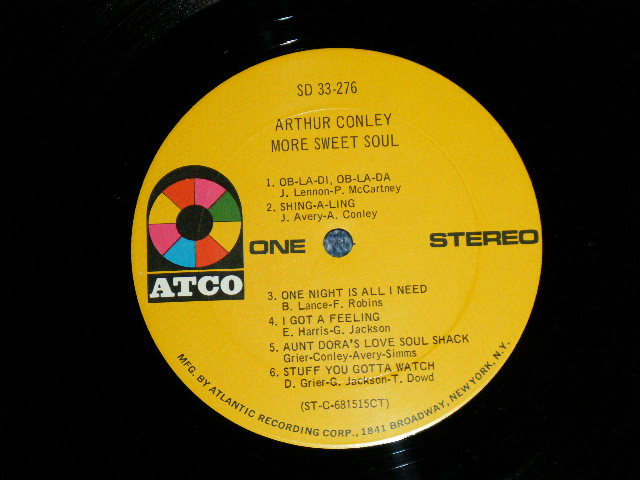 SD 33-276
ARTHUR CONLEY
MORE SWEET SOUL
1. OB-LA-DI, OB-LA-DA
J. Lennon-P. McCartney
2. SHING-A-LING
J. Avery-A. Conley
ATCO
ONE
STEREO
3. ONE NIGHT IS ALL I NEED
B. Lance-F. Robins
4. I GOT A FEELING
E. Harris-G. Jackson
5. AUNT DORA'S LOVE SOUL SHACK
Grier-Conley-Avery-Simms
6. STUFF YOU GOTTA WATCH
D. Grier-G. Jackson-T. Dowd
(ST-C-681515CT)
MFG. BY ATLANTIC RECORDING CORP., 1841 BROADWAY, NEW YORK, N.Y.